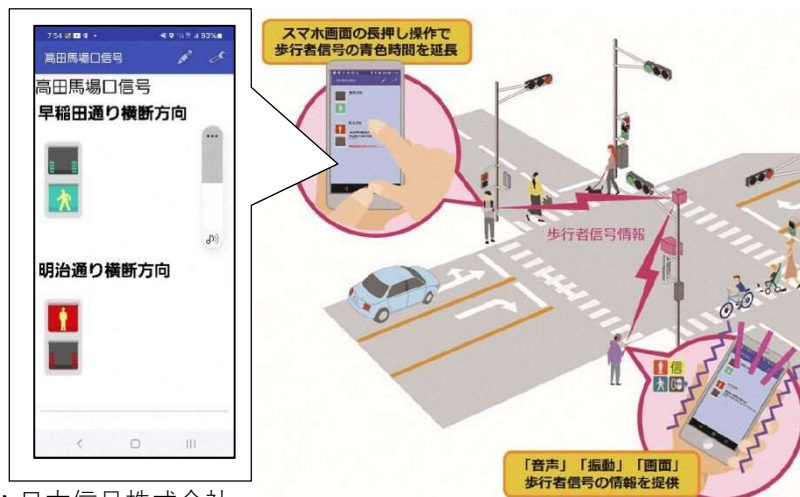 7:54
93%
高田馬場口信号
高田馬場口信号
早稲田通り横断方向
明治通り横断方向
スマホ画面の長押し操作で
歩行者信号の青色時間を延長
歩行者信号情報
信
「音声」「振動」「画面」
歩行者信号の情報を提供
日本信号株式会社